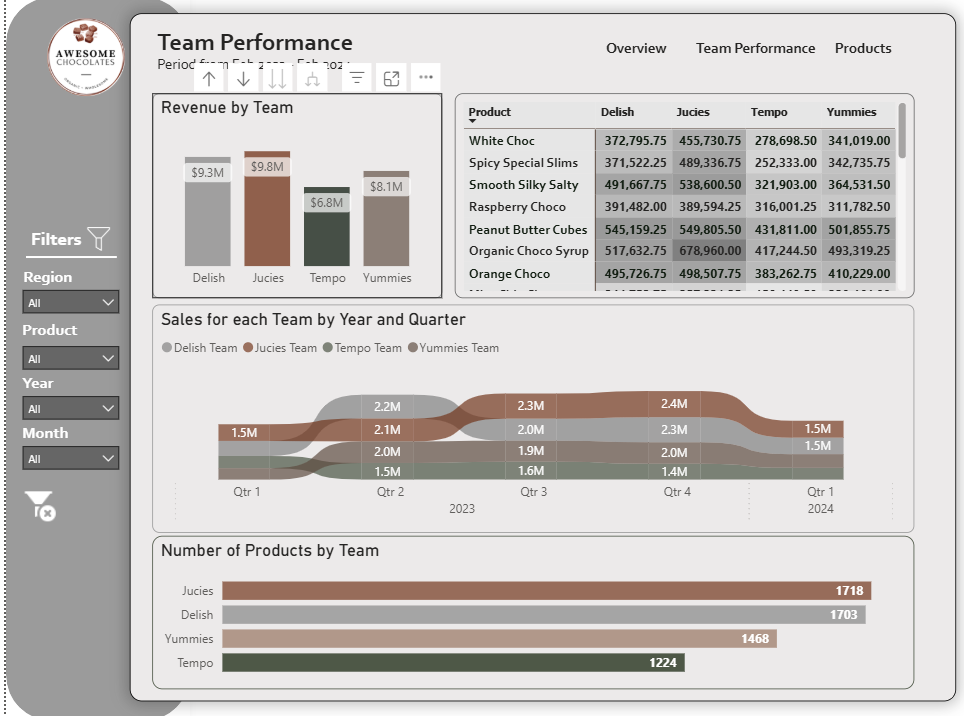 AWESOME
CHOCOLATES
Team Performance
Overview
Team Performance
Products
Period from Feb
Revenue by Team
$9.3M
$9.8M
$6.8M
$8.1M
Delish
Jucies
Tempo
Yummies
Product Delish Jucies Tempo Yummies
White Choc 372,795.75 455,730.75 278,698.50 341,019.00
Spicy Special Slims 371,522.25 489,336.75 252,333.00 342,735.75
Smooth Silky Salty 491,667.75 538,600.50 321,903.00 364,531.50
Raspberry Choco 391,482.00 389,594.25 316,001.25 311,782.50
Peanut Butter Cubes 545,159.25 549,805.50 431,811.00 501,855.75
Organic Choco Syrup 517,632.75 678,960.00 417,244.50 493,319.25
Orange Choco 495,726.75 498,507.75 383,262.75 410,229.00
Filters
Region
All
Product
All
Year
All
Month
All
Sales for each Team by Year and Quarter
Delish Team Jucies Team Tempo Team Yummies Team
1.5M
2.2M
2.1M
2.0M
1.5M
2.3M
2.0M
1.9M
1.6M
2.4M
2.3M
2.0M
1.4M
1.5M
1.5M
Qtr 1 Qtr 2 Qtr 3 Qtr 4 Qtr 1
2023 2024
Number of Products by Team
Jucies 1718
Delish 1703
Yummies 1468
Tempo 1224